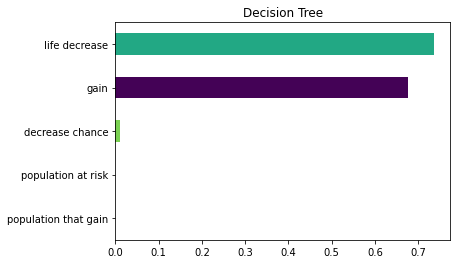 Decision Tree
life decrease
gain
decrease chance
population at risk
population that gain
0.0 0.1 0.2 0.3 0.4 0.5 0.6 0.7